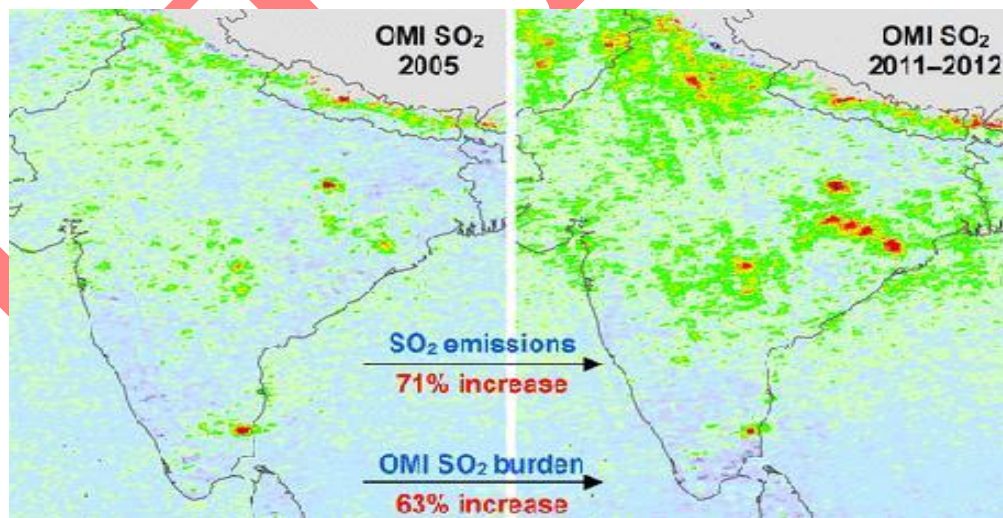 OMI SO₂
2005
OMI SO₂
2011–2012
SO₂ emissions
71% increase
OMI SO₂ burden
63% increase